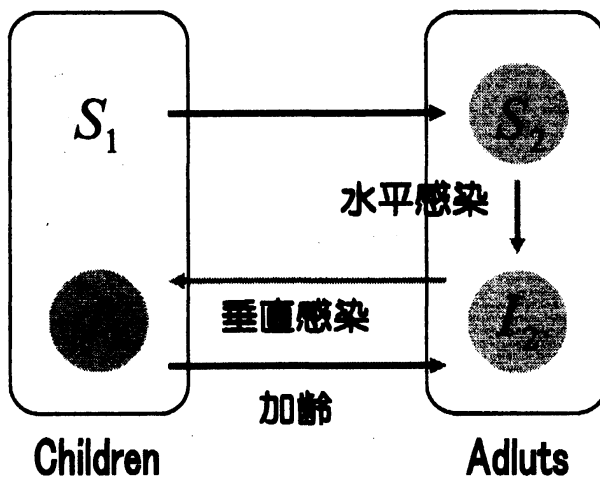 S₁
S₂
水平感染
垂直感染
I₂
加齢
Children
Adluts